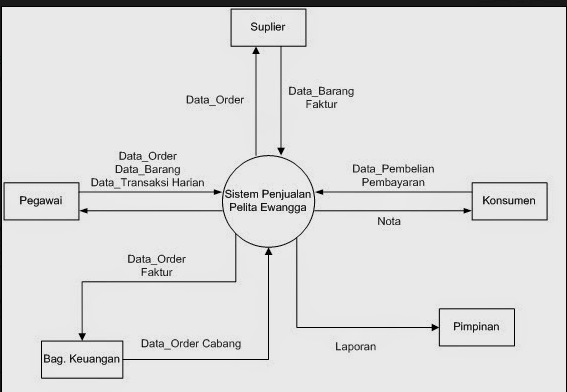 Suplier
Data_Order
Data_Barang
Faktur
Data_Order
Data_Barang
Data_Transaksi Harian
Pegawai
Sistem Penjualan
Pelita Ewangga
Data_Pembelian
Pembayaran
Konsumen
Nota
Data_Order
Faktur
Bag. Keuangan
Data_Order Cabang
Laporan
Pimpinan